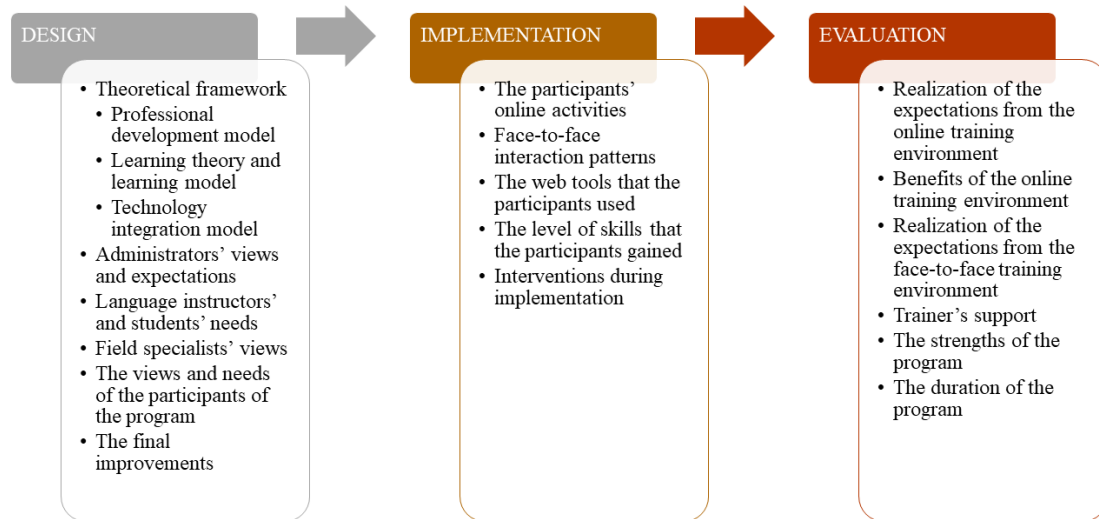 DESIGN
• Theoretical framework
• Professional
development model
• Learning theory and
learning model
• Technology
integration model
• Administrators’ views
and expectations
• Language instructors’
and students’ needs
• Field specialists’ views
• The views and needs
of the participants of
the program
• The final
improvements
IMPLEMENTATION
• The participants’
online activities
• Face-to-face
interaction patterns
• The web tools that the
participants used
• The level of skills that
the participants gained
• Interventions during
implementation
EVALUATION
• Realization of the
expectations from the
online training
environment
• Benefits of the online
training environment
• Realization of the
expectations from the
face-to-face training
environment
• Trainer’s support
• The strengths of the
program
• The duration of the
program